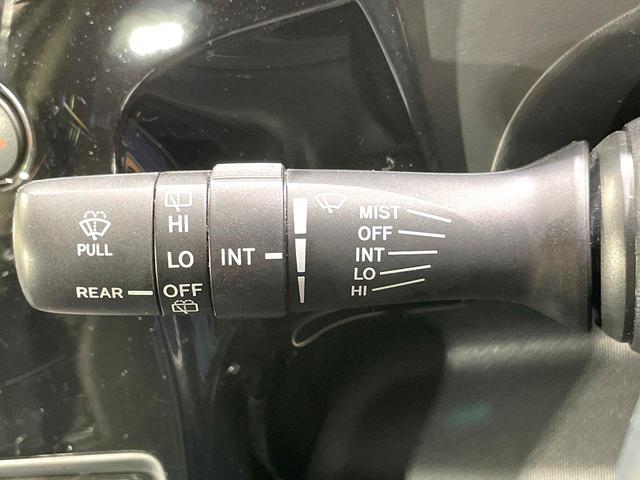 PULL
REAR
HI
LO
OFF
INT
MIST
OFF
INT
LO
HI